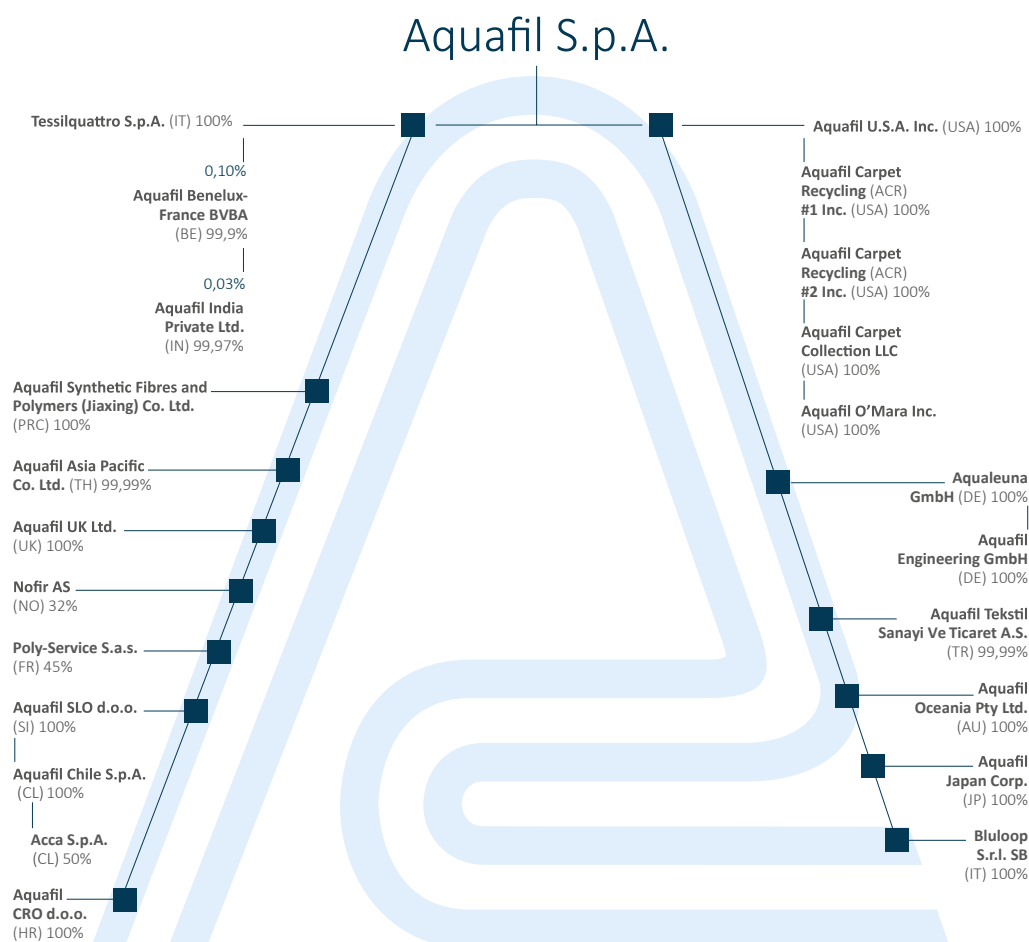 Aquafil S.p.A.
Tessilquattro S.p.A. (IT) 100%
0,10%
Aquafil Benelux-
France BVBA
(BE) 99,9%
0,03%
Aquafil India
Private Ltd.
(IN) 99,97%
Aquafil Synthetic Fibres and
Polymers (Jiaxing) Co. Ltd.
(PRC) 100%
Aquafil Asia Pacific
Co. Ltd. (TH) 99,99%
Aquafil UK Ltd.
(UK) 100%
Nofir AS
(NO) 32%
Poly-Service S.a.s.
(FR) 45%
Aquafil SLO d.o.o.
(SI) 100%
Aquafil Chile S.p.A.
(CL) 100%
Acca S.p.A.
(CL) 50%
Aquafil
CRO d.o.o.
(HR) 100%
Aquafil U.S.A. Inc. (USA) 100%
Aquafil Carpet
Recycling (ACR)
#1 Inc. (USA) 100%
Aquafil Carpet
Recycling (ACR)
#2 Inc. (USA) 100%
Aquafil Carpet
Collection LLC
(USA) 100%
Aquafil O’Mara Inc.
(USA) 100%
Aqualeuna
GmbH (DE) 100%
Aquafil
Engineering GmbH
(DE) 100%
Aquafil Tekstil
Sanayi Ve Ticaret A.S.
(TR) 99,99%
Aquafil
Oceania Pty Ltd.
(AU) 100%
Aquafil
Japan Corp.
(JP) 100%
Bluloop
S.r.l. SB
(IT) 100%